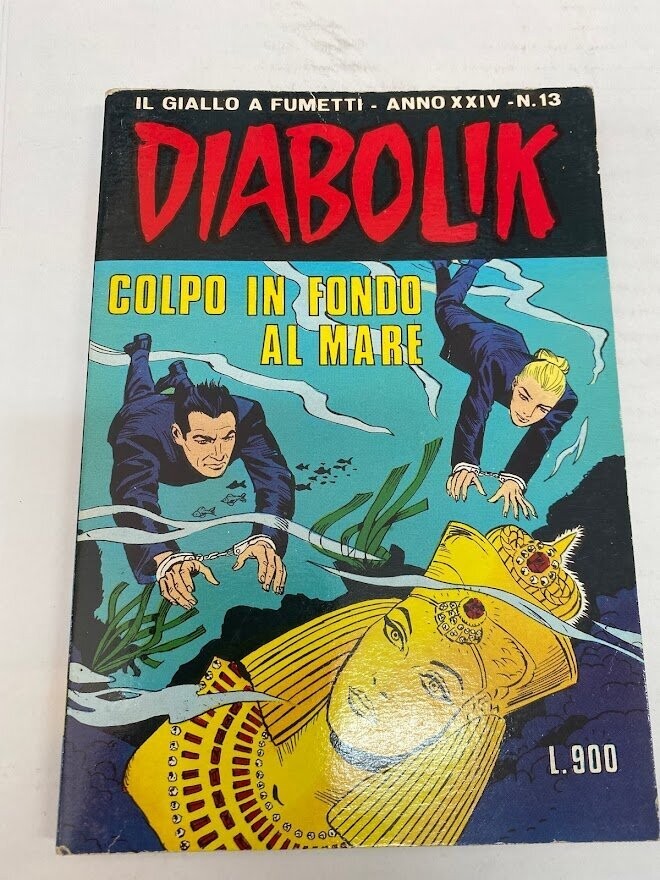 IL GIALLO A FUMETTI - ANNO XXIV - N. 13
DIABOLIK
COLPO IN FONDO
AL MARE
L. 900